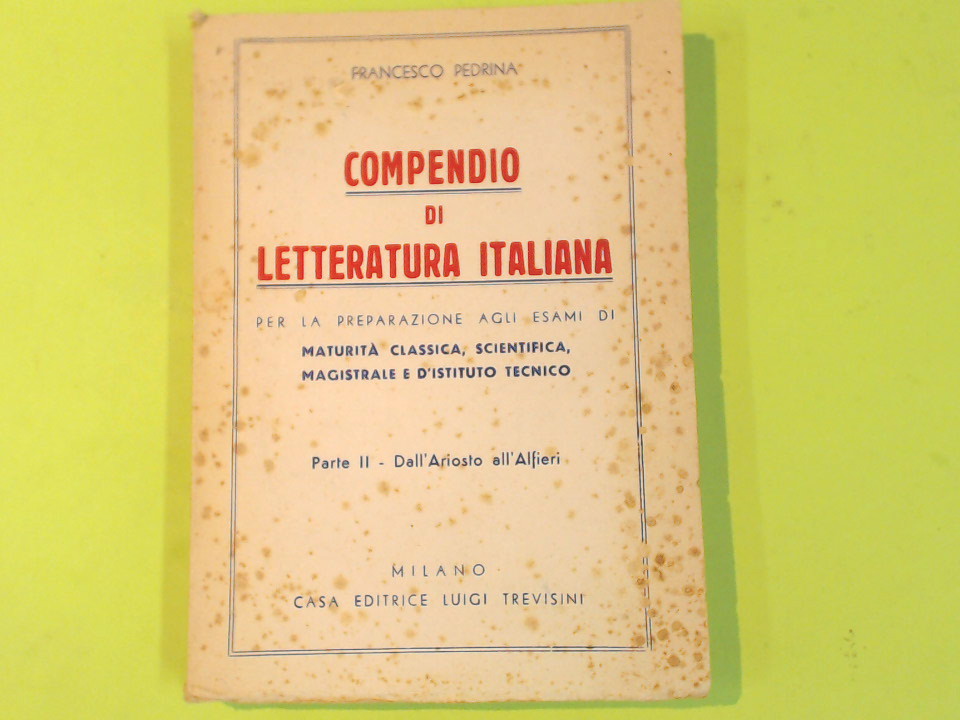 FRANCESCO PEDRINA
COMPENDIO
DI
LETTERATURA ITALIANA
PER LA PREPARAZIONE AGLI ESAMI DI
MATURITÀ CLASSICA, SCIENTIFICA,
MAGISTRALE E D'ISTITUTO TECNICO
Parte II - Dall'Ariosto all'Alfieri
MILANO
CASA EDITRICE LUIGI TREVISINI